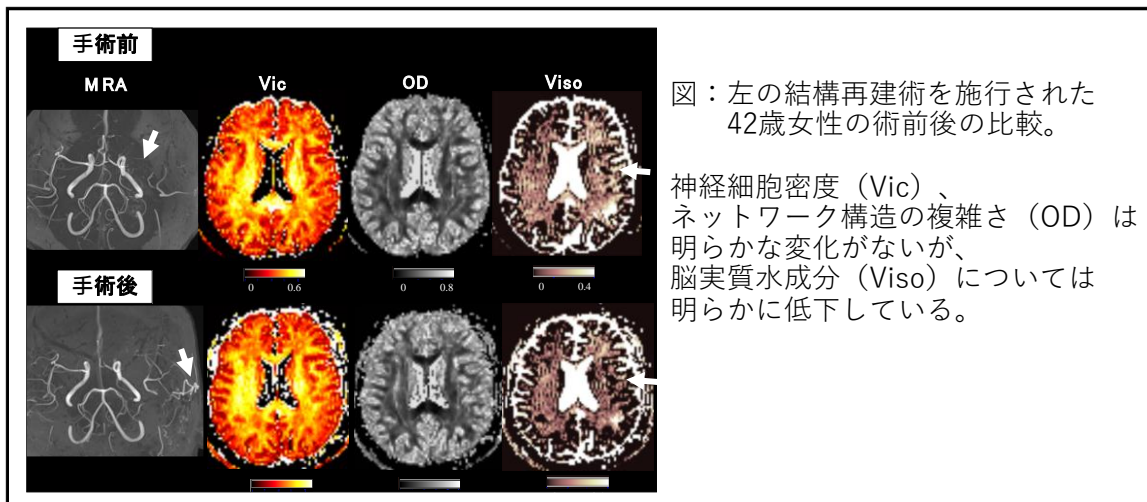 手術前
MRA
Vic
OD
Viso
0
0.6
0
0.8
0
0.4
手術後
図：左の結構再建術を施行された
42歳女性の術前後の比較。
神経細胞密度（Vic）、
ネットワーク構造の複雑さ（OD）は
明らかな変化がないが、
脳実質水成分（Viso）については
明らかに低下している。